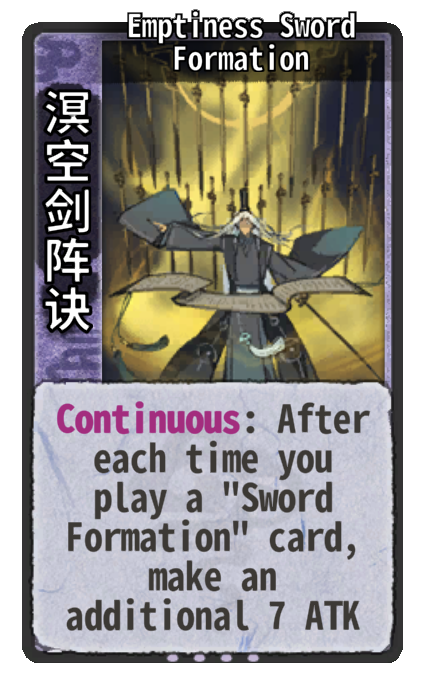 Emptiness Sword
Formation
溟空剑阵诀
Continuous: After
each time you
play a "Sword
Formation" card,
make an
additional 7 ATK